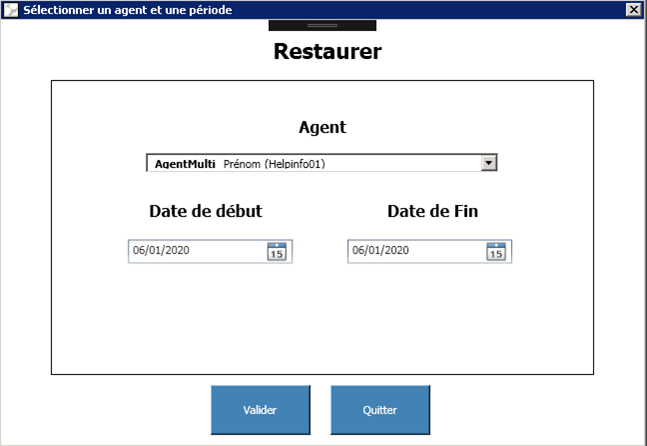 Sélectionner un agent et une période
Restaurer
Agent
AgentMulti Prénom (Helpinfo01)
Date de début Date de Fin
06/01/2020 15 06/01/2020 15
Valider Quitter